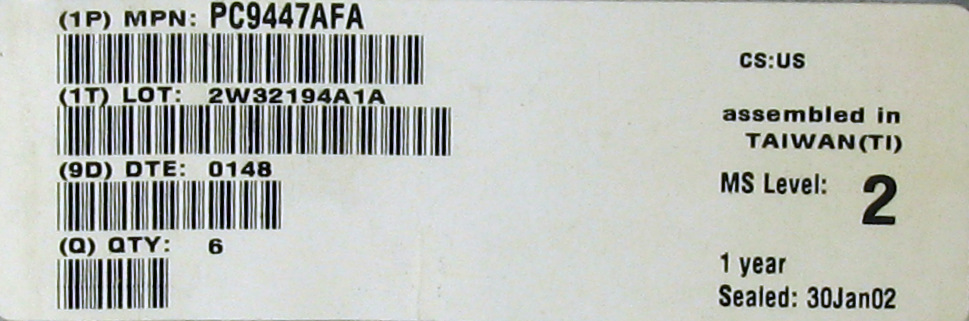 (1P) MPN: PC9447AFA
(1T) LOT: 2W32194A1A
(9D) DTE: 0148
(Q) QTY: 6
CS:US
assembled in
TAIWAN(TI)
MS Level: 2
1 year
Sealed: 30Jan02